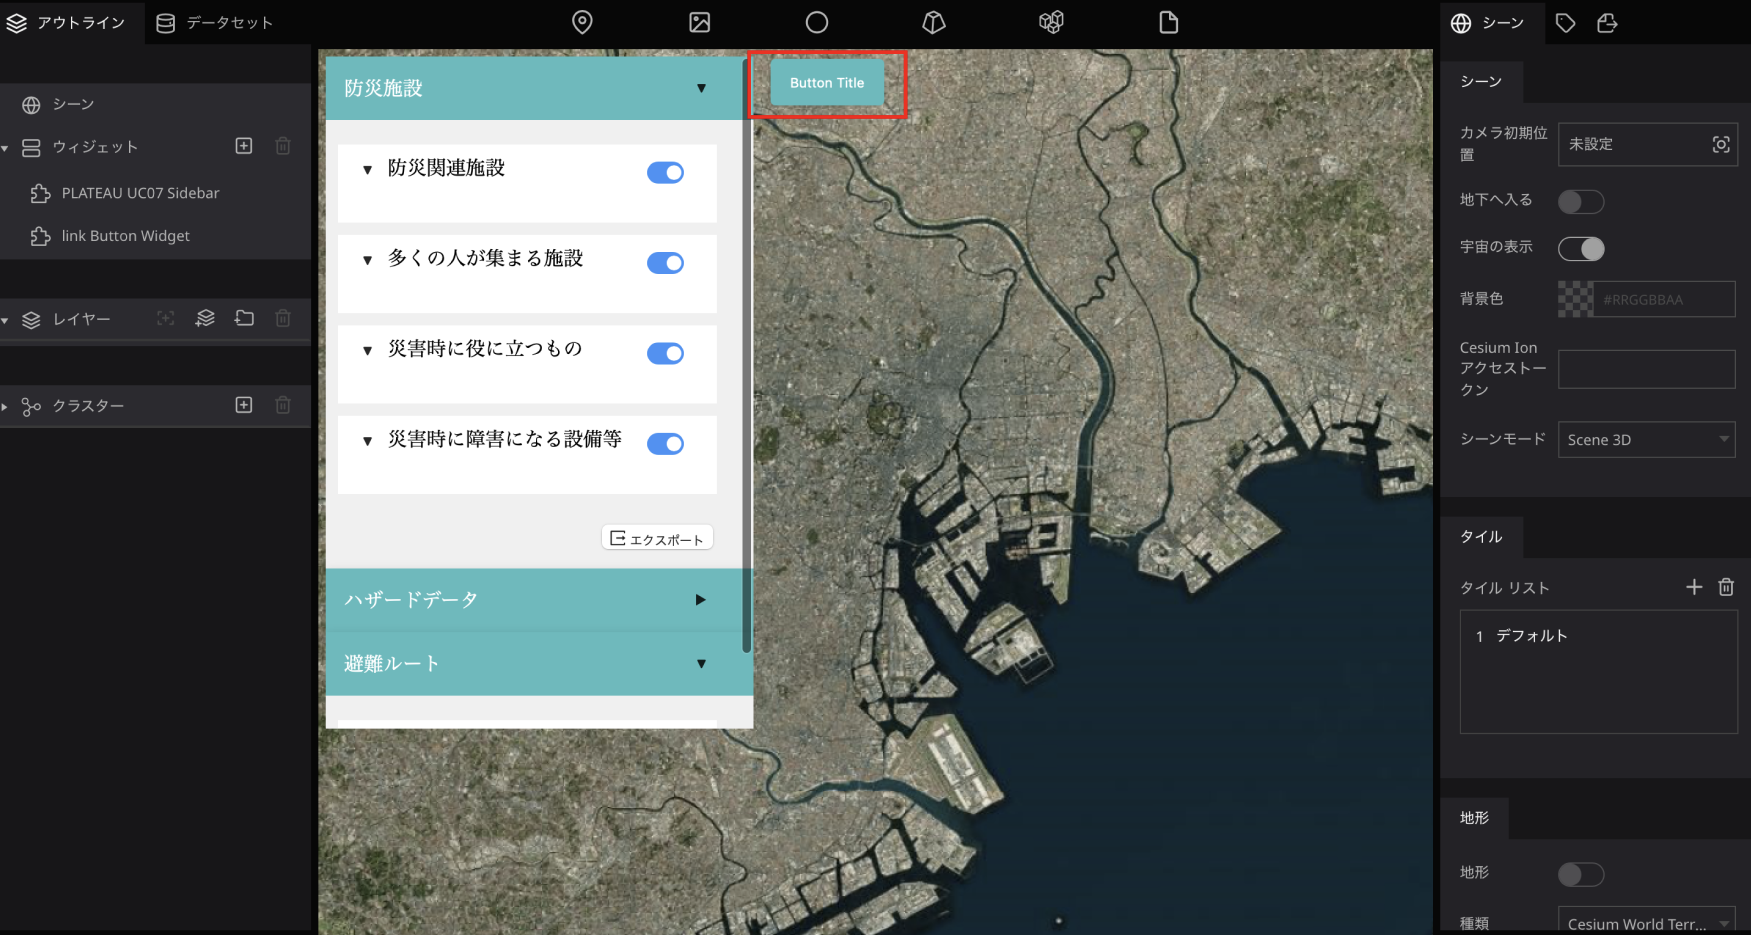 アウトライン
データセット
シーン
ウィジェット
PLATEAU UC07 Sidebar
link Button Widget
レイヤー
クラスター
防災施設
▼
▼ 防災関連施設
▼ 多くの人が集まる施設
▼ 災害時に役に立つもの
▼ 災害時に障害になる設備等
エクスポート
ハザードデータ
▶
避難ルート
▼
Button Title
シーン
シーン
カメラ初期位
置
未設定
地下へ入る
宇宙の表示
背景色
#RRGGBBAA
Cesium Ion
アクセストー
クン
シーンモード
Scene 3D
タイル
タイル リスト
1 デフォルト
地形
地形
種類
Cesium World Terr...